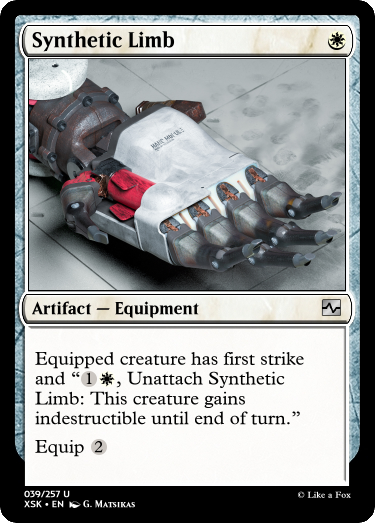 Synthetic Limb
Artifact — Equipment
Equipped creature has first strike
and “1, Unattach Synthetic
Limb: This creature gains
indestructible until end of turn.”
Equip 2
039/257 U
XSK • EN G. Matsikas
© Like a Fox